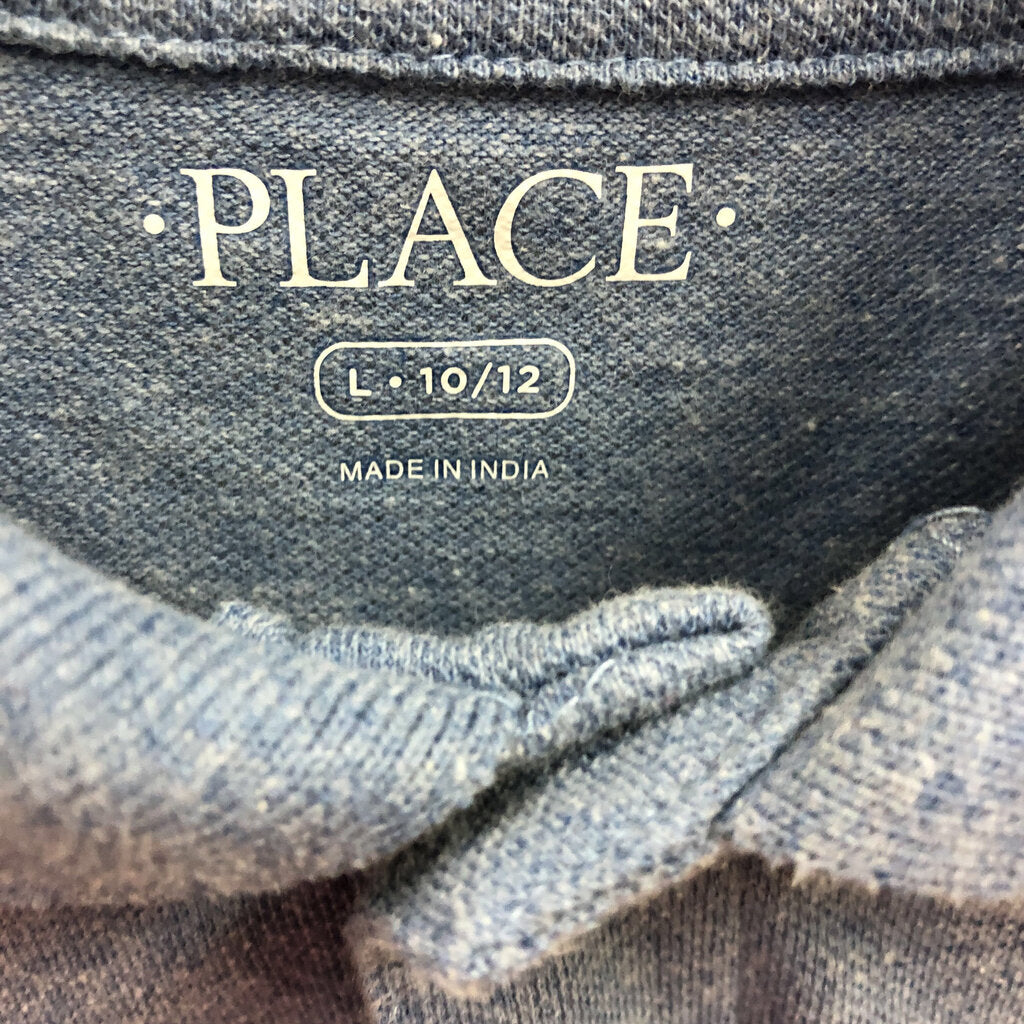 • PLACE •
L • 10/12
MADE IN INDIA